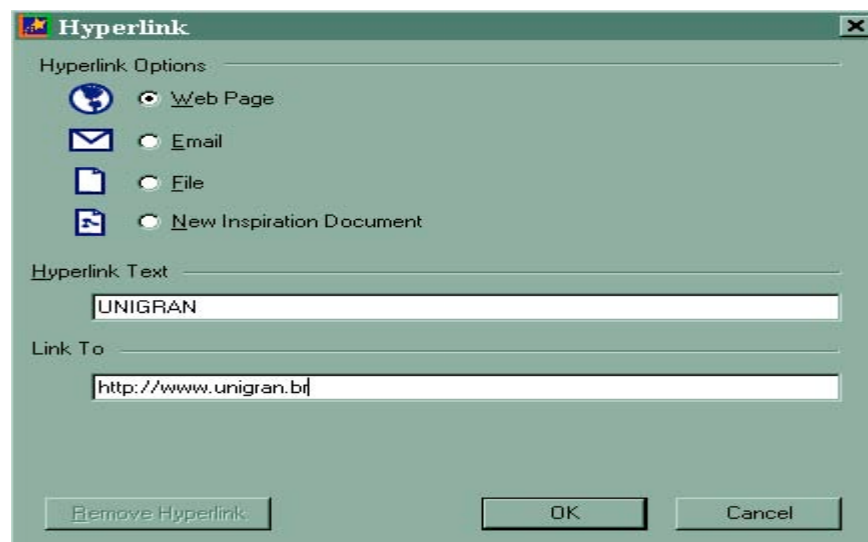 Hyperlink
Hyperlink Options
Web Page
Email
File
New Inspiration Document
Hyperlink Text
UNIGRAN
Link To
http://www.unigran.br
Remove Hyperlink
OK
Cancel